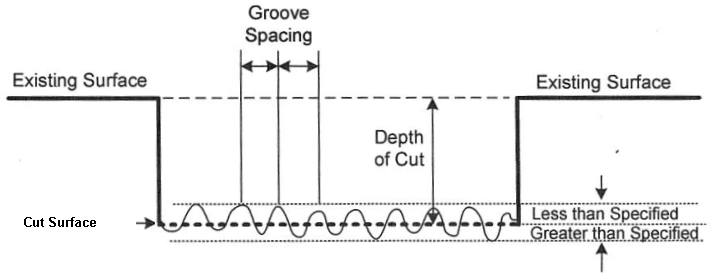 Groove
Spacing
Existing Surface
Existing Surface
Depth
of Cut
Less than Specified
Cut Surface
Greater than Specified